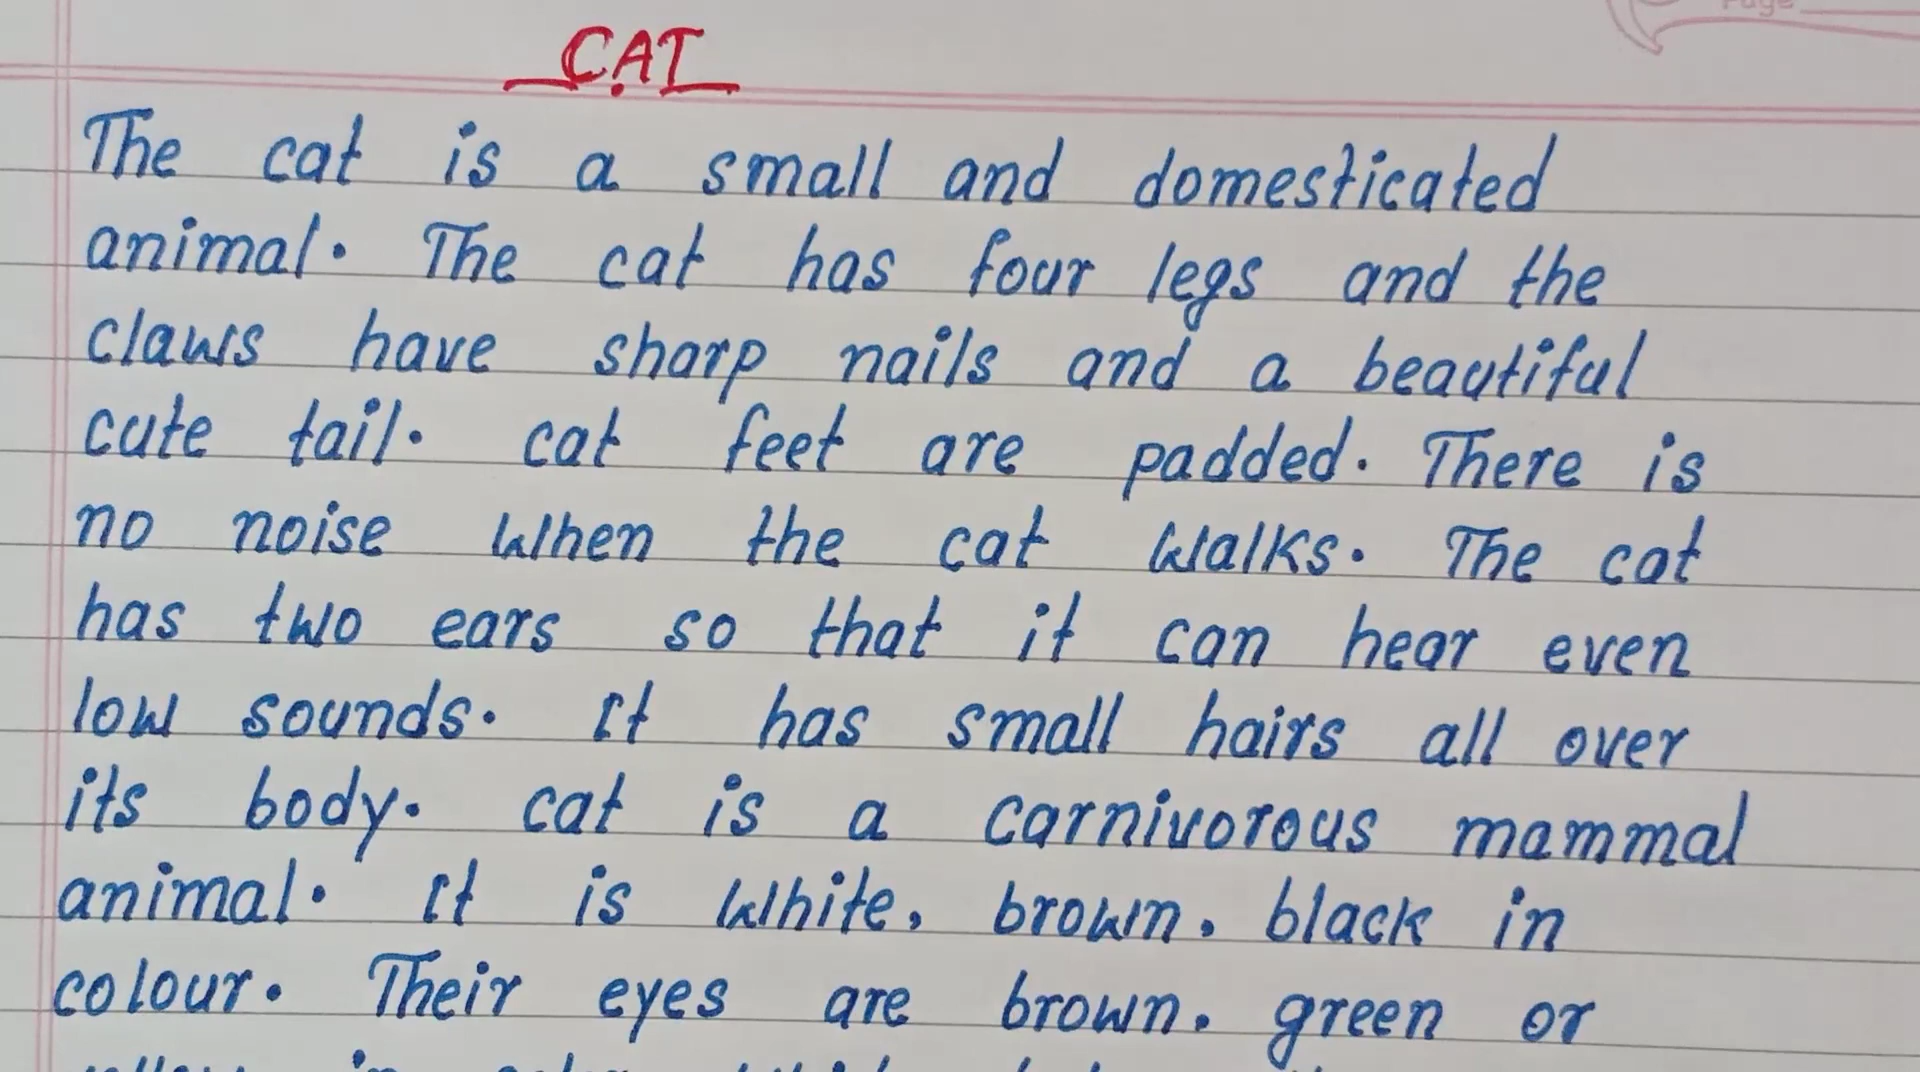 Page
CAT
The cat is a small and domesticated
animal. The cat has four legs and the
claws have sharp nails and a beautiful
cute tail. cat feet are padded. There is
no noise when the cat walks. The cat
has two ears so that it can hear even
low sounds. It has small hairs all over
its body. cat is a carnivorous mammal
animal. It is white, brown, black in
colour. Their eyes are brown, green or